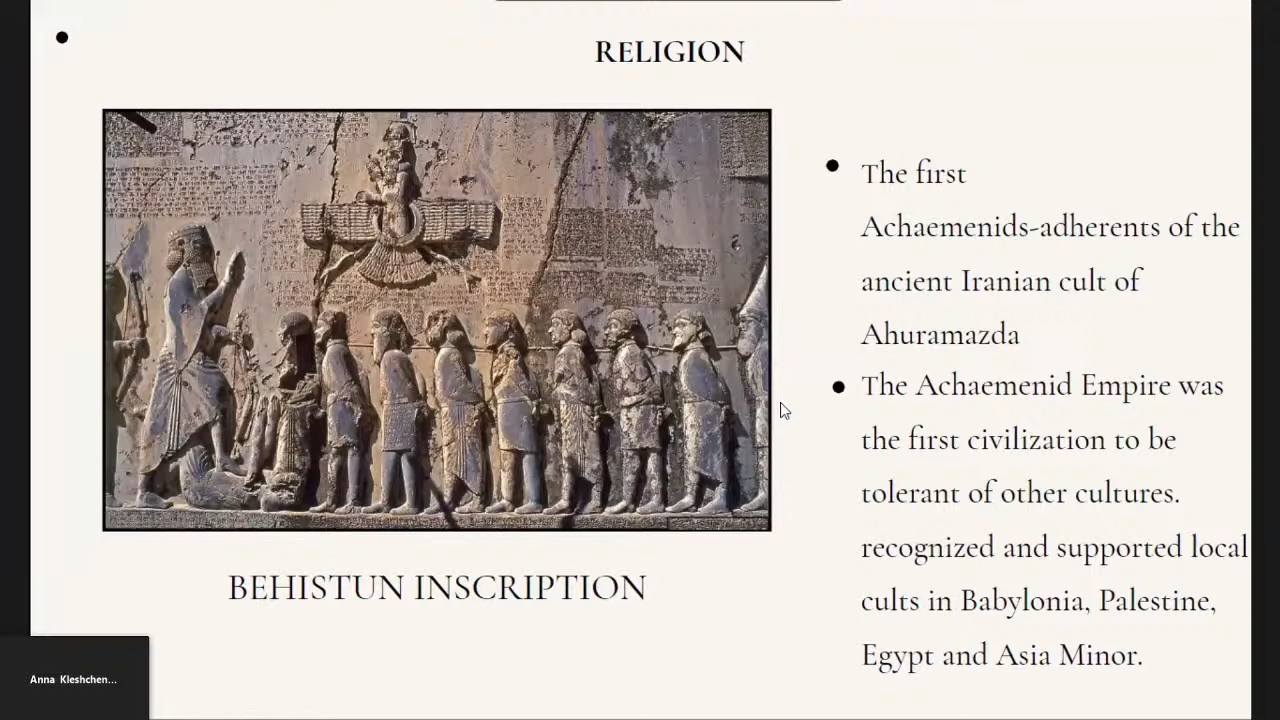 RELIGION
The first
Achaemenids-adherents of the
ancient Iranian cult of
Ahuramazda
The Achaemenid Empire was
the first civilization to be
tolerant of other cultures.
recognized and supported local
cults in Babylonia, Palestine,
Egypt and Asia Minor.
BEHISTUN INSCRIPTION
Anna Kleshchen...